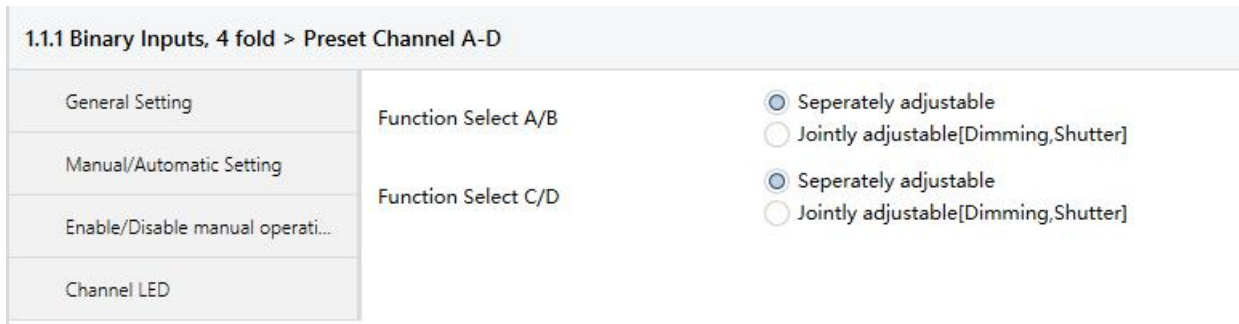 1.1.1 Binary Inputs, 4 fold > Preset Channel A-D
General Setting
Manual/Automatic Setting
Enable/Disable manual operati...
Channel LED
Function Select A/B
Seperately adjustable
Jointly adjustable[Dimming,Shutter]
Function Select C/D
Seperately adjustable
Jointly adjustable[Dimming,Shutter]